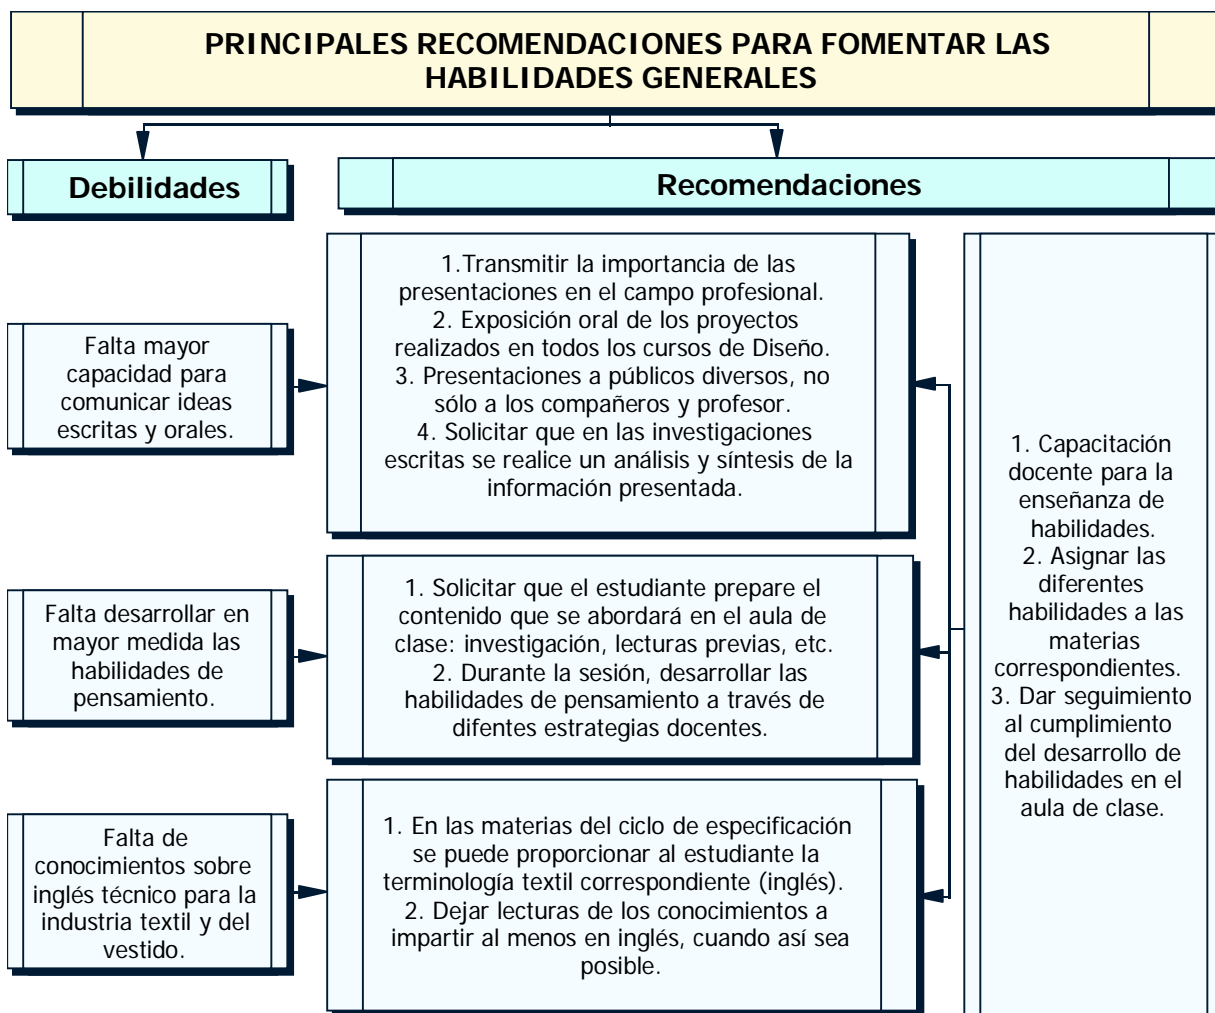 PRINCIPALES RECOMENDACIONES PARA FOMENTAR LAS
HABILIDADES GENERALES
Debilidades
Recomendaciones
Falta mayor
capacidad para
comunicar ideas
escritas y orales.
1.Transmitir la importancia de las
presentaciones en el campo profesional.
2. Exposición oral de los proyectos
realizados en todos los cursos de Diseño.
3. Presentaciones a públicos diversos, no
sólo a los compañeros y profesor.
4. Solicitar que en las investigaciones
escritas se realice un análisis y síntesis de la
información presentada.
Falta desarrollar en
mayor medida las
habilidades de
pensamiento.
1. Solicitar que el estudiante prepare el
contenido que se abordará en el aula de
clase: investigación, lecturas previas, etc.
2. Durante la sesión, desarrollar las
habilidades de pensamiento a través de
difentes estrategias docentes.
Falta de
conocimientos sobre
inglés técnico para la
industria textil y del
vestido.
1. En las materias del ciclo de especificación
se puede proporcionar al estudiante la
terminología textil correspondiente (inglés).
2. Dejar lecturas de los conocimientos a
impartir al menos en inglés, cuando así sea
posible.
1. Capacitación
docente para la
enseñanza de
habilidades.
2. Asignar las
diferentes
habilidades a las
materias
correspondientes.
3. Dar seguimiento
al cumplimiento
del desarrollo de
habilidades en el
aula de clase.